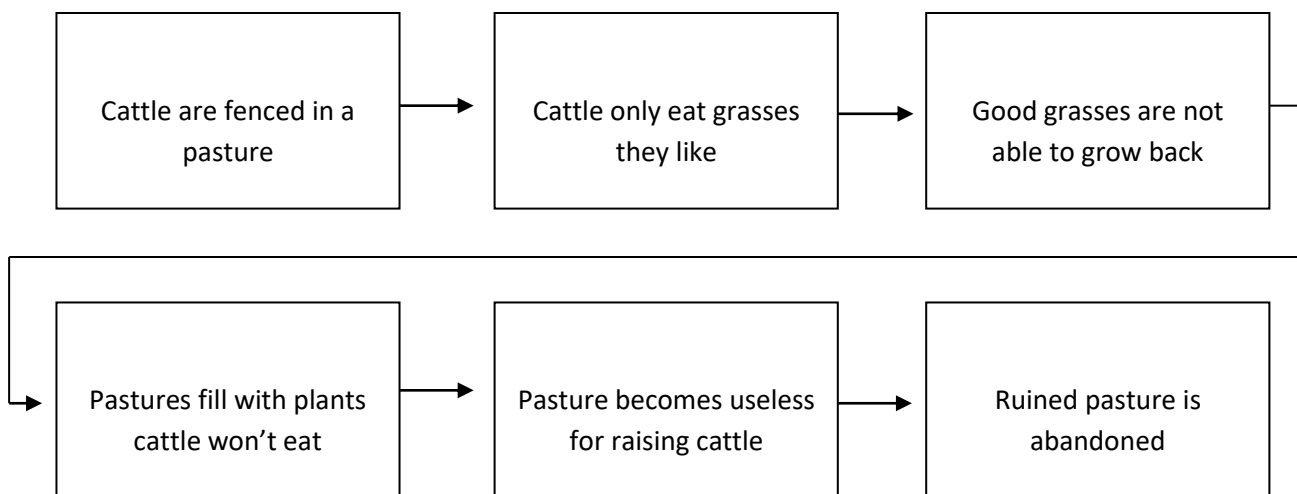 Cattle are fenced in a
pasture
Cattle only eat grasses
they like
Good grasses are not
able to grow back
Pastures fill with plants
cattle won't eat
Pasture becomes useless
for raising cattle
Ruined pasture is
abandoned